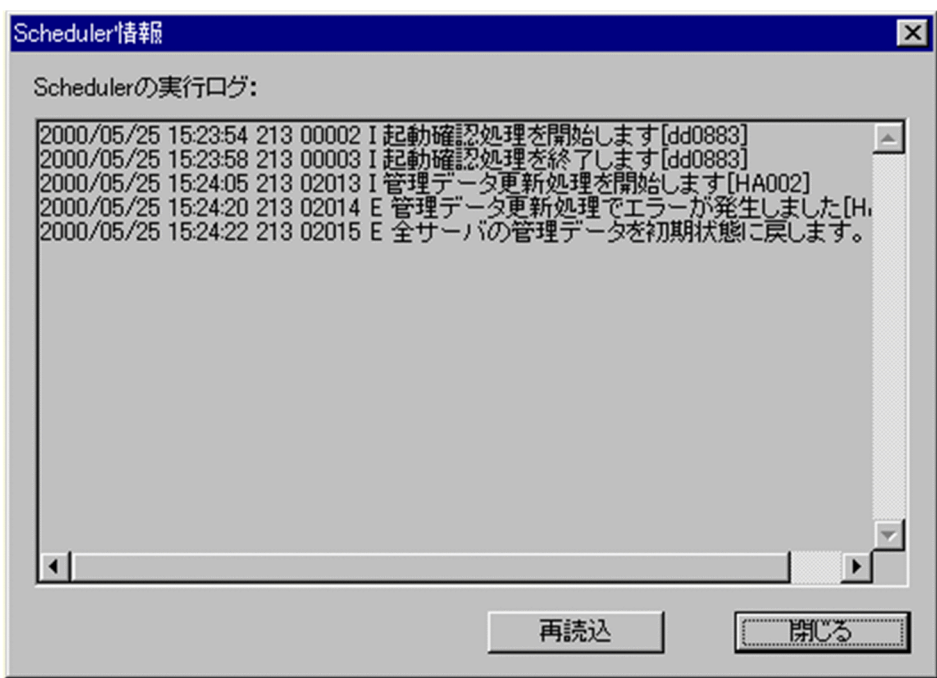 Scheduler情報
Schedulerの実行ログ:
2000/05/25 15:23:54 213 00002 I 起動確認処理を開始します[dd0883]
2000/05/25 15:23:58 213 00003 I 起動確認処理を終了します[dd0883]
2000/05/25 15:24:05 213 02013 I 管理データ更新処理を開始します[HA002]
2000/05/25 15:24:20 213 02014 E 管理データ更新処理でエラーが発生しました[H
2000/05/25 15:24:22 213 02015 E 全サーバの管理データを初期状態に戻します。
再読込
閉じる